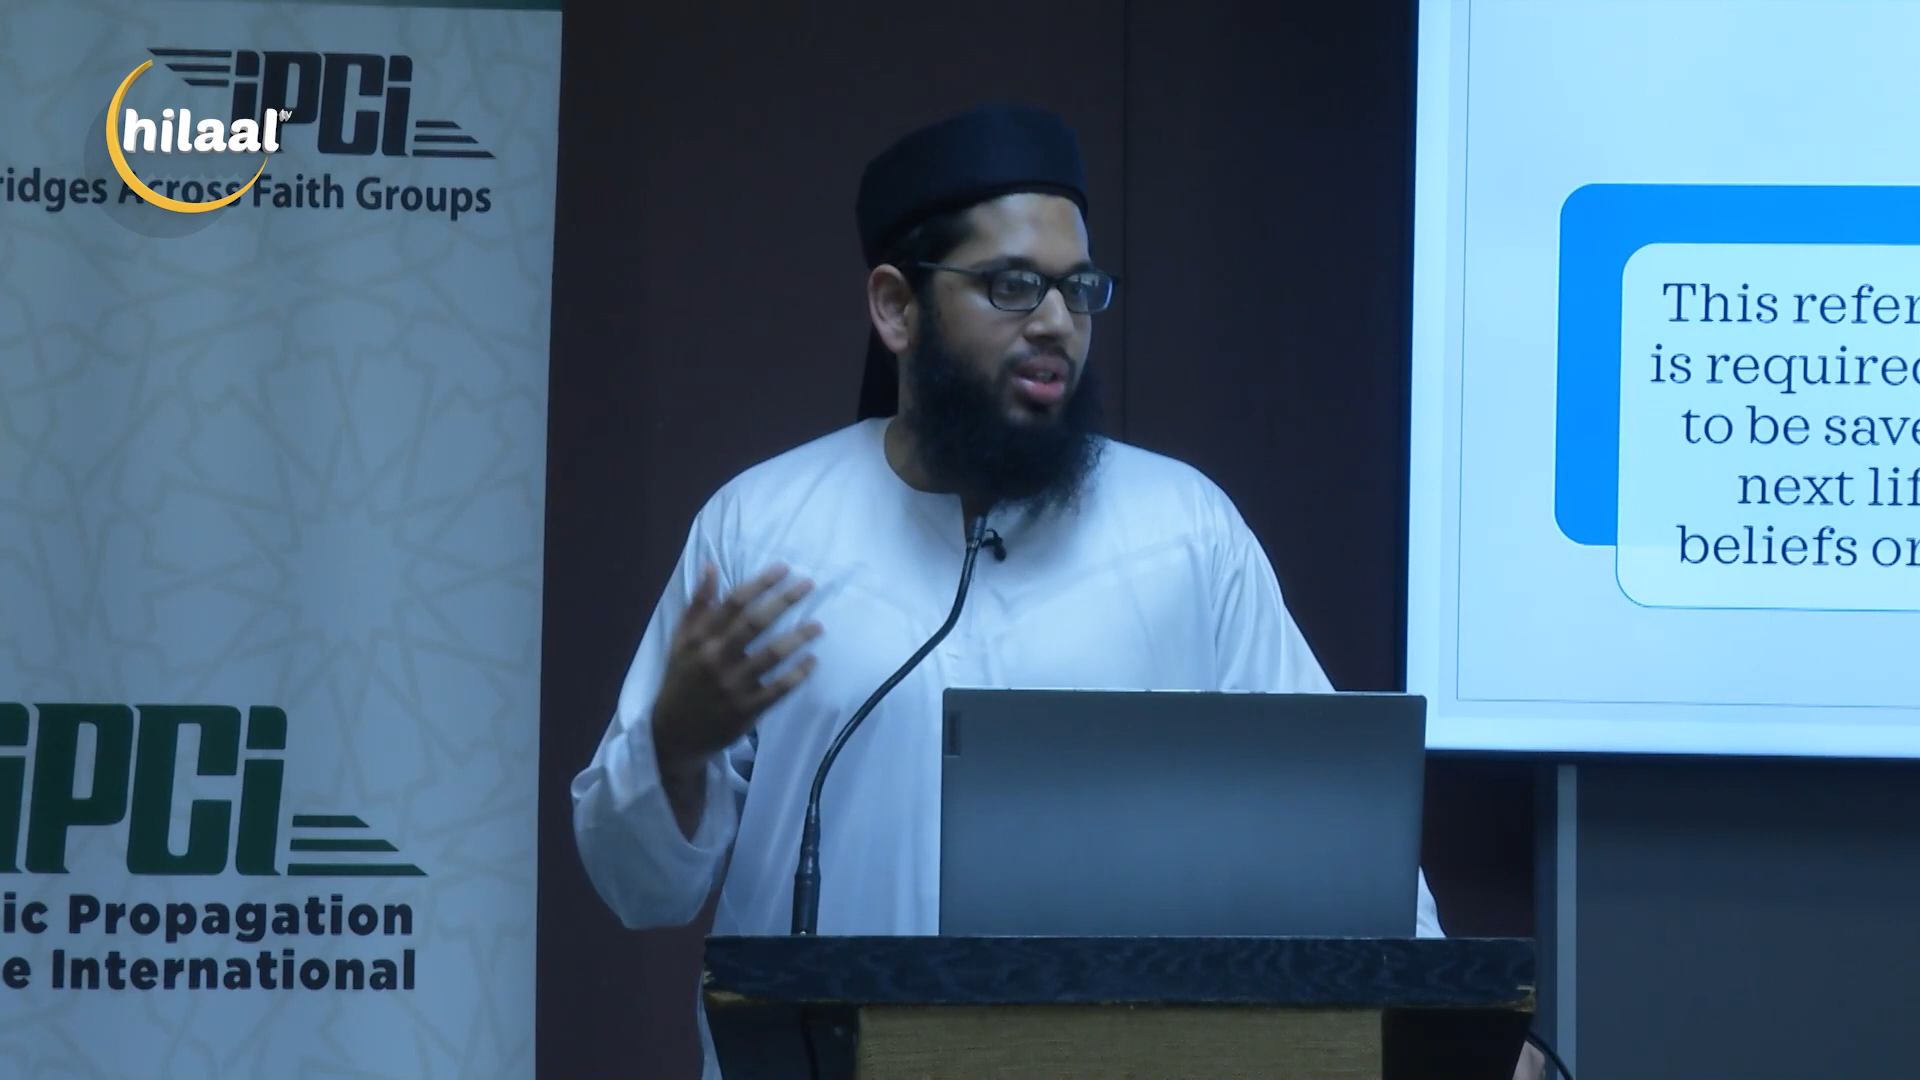 iPCi
hilaal tv
ridges Across Faith Groups
iPCi
ic Propagation
e International
This refer
is required
to be save
next lif
beliefs or